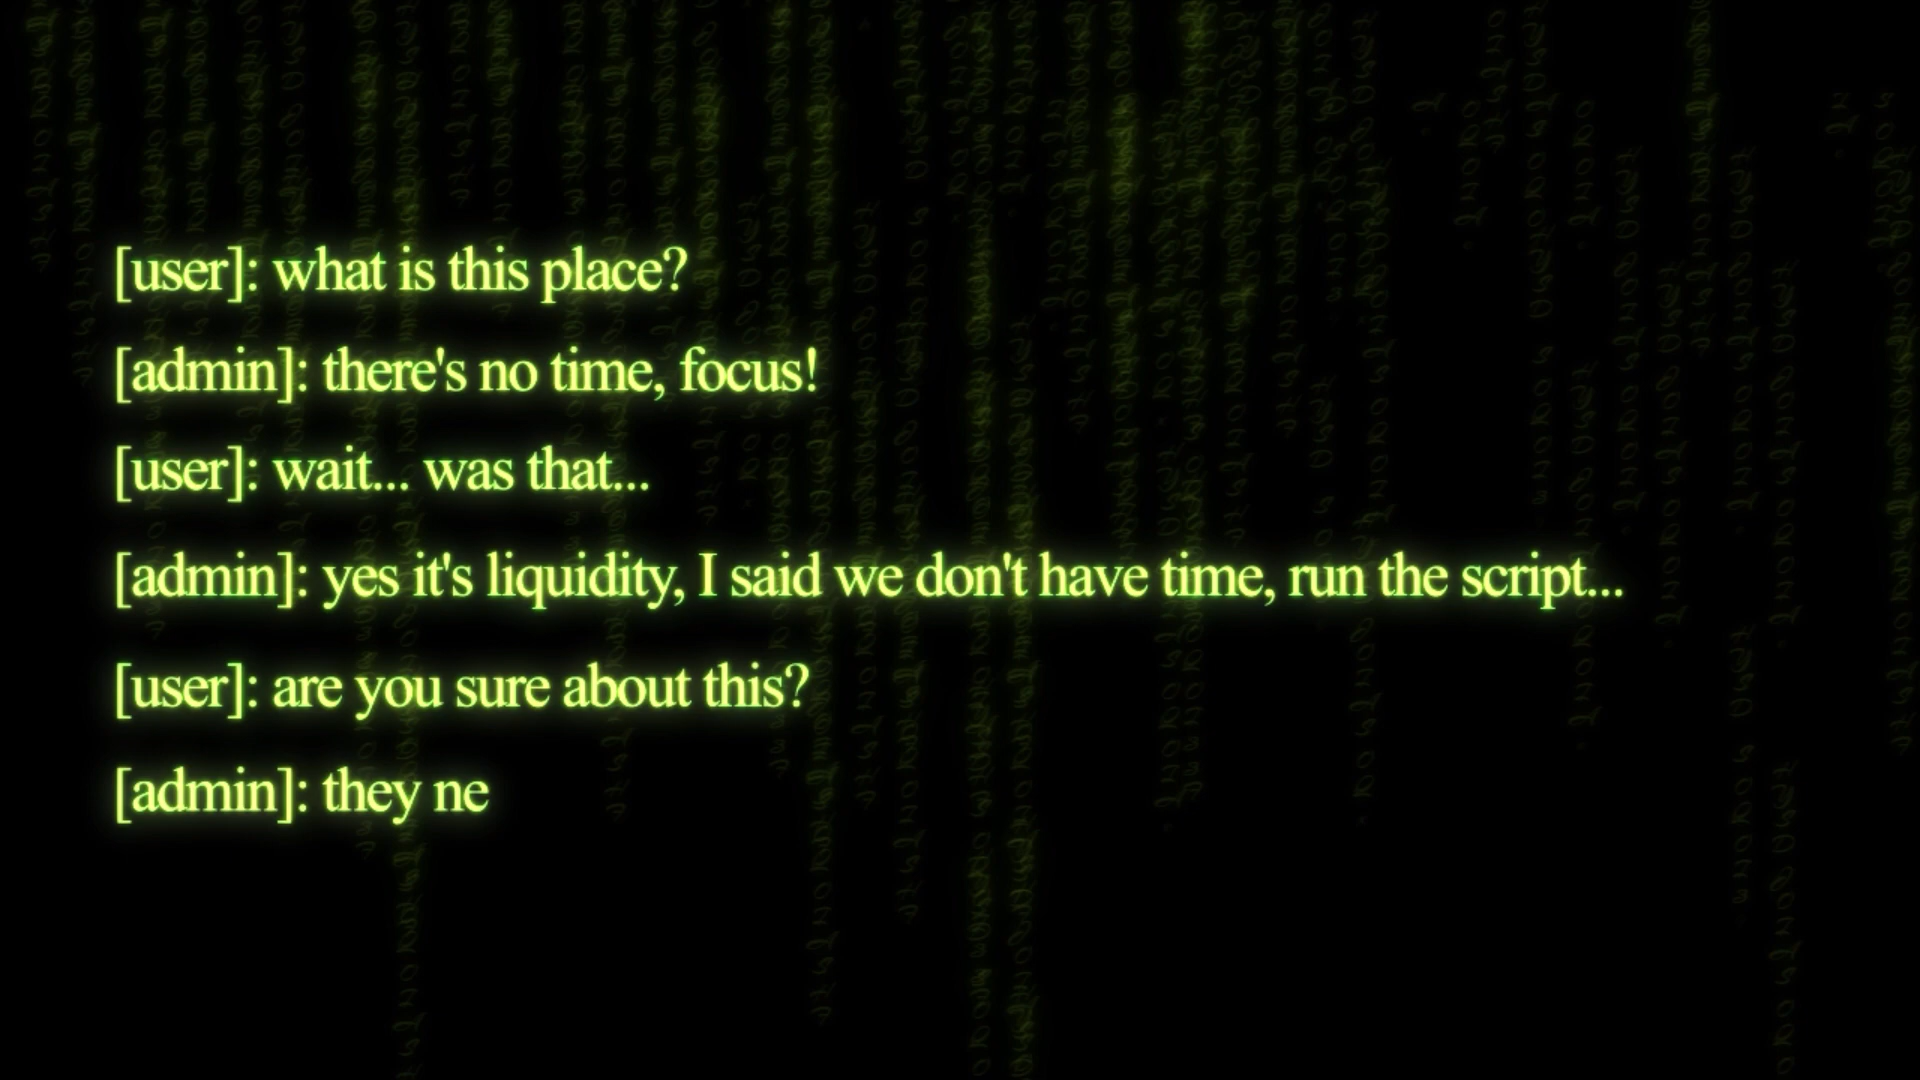 [user]: what is this place?
[admin]: there's no time, focus!
[user]: wait... was that...
[admin]: yes it's liquidity, I said we don't have time, run the script...
[user]: are you sure about this?
[admin]: they ne